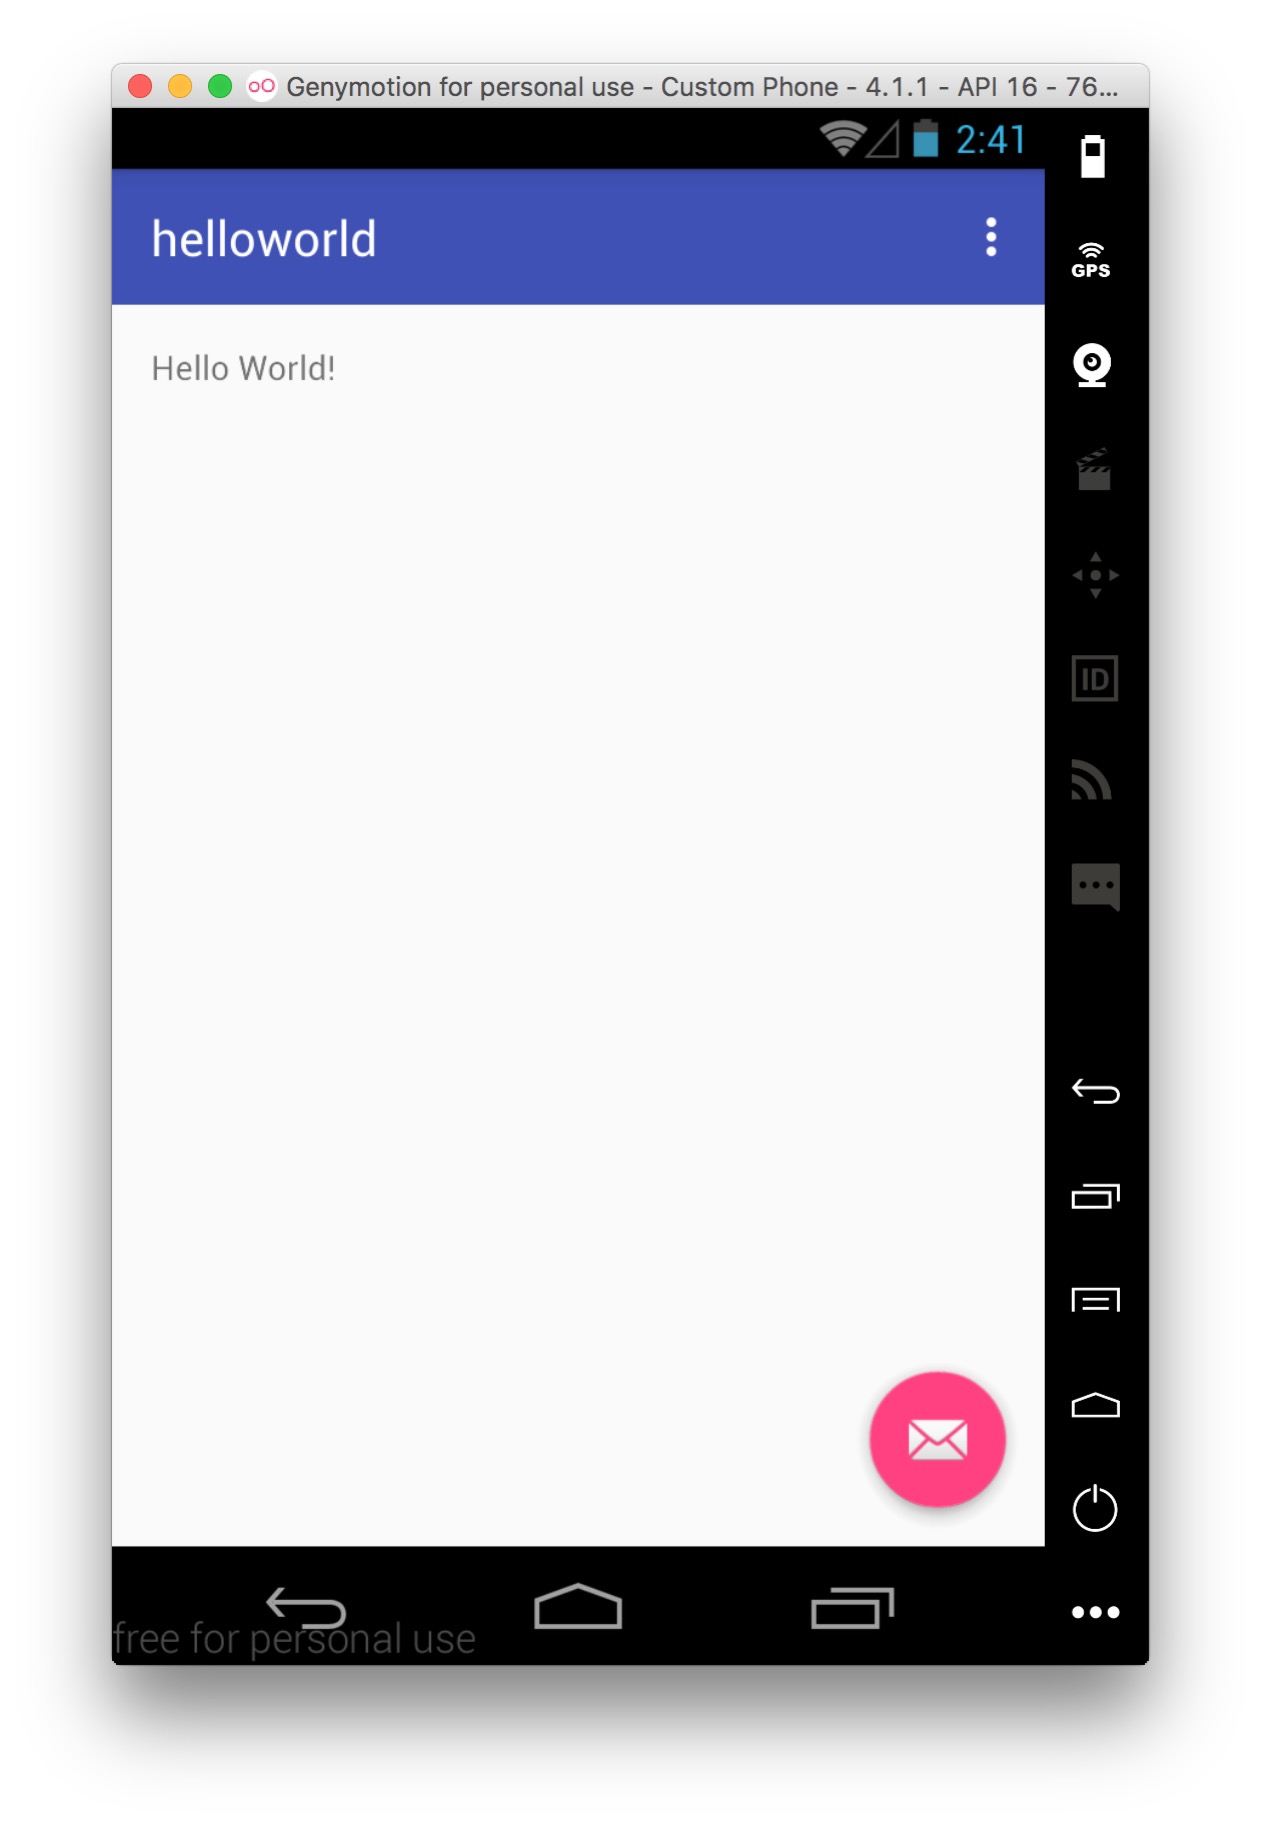 Genymotion for personal use - Custom Phone - 4.1.1 - API 16 - 76...
2:41
helloworld
GPS
Hello World!
ID
free for personal use